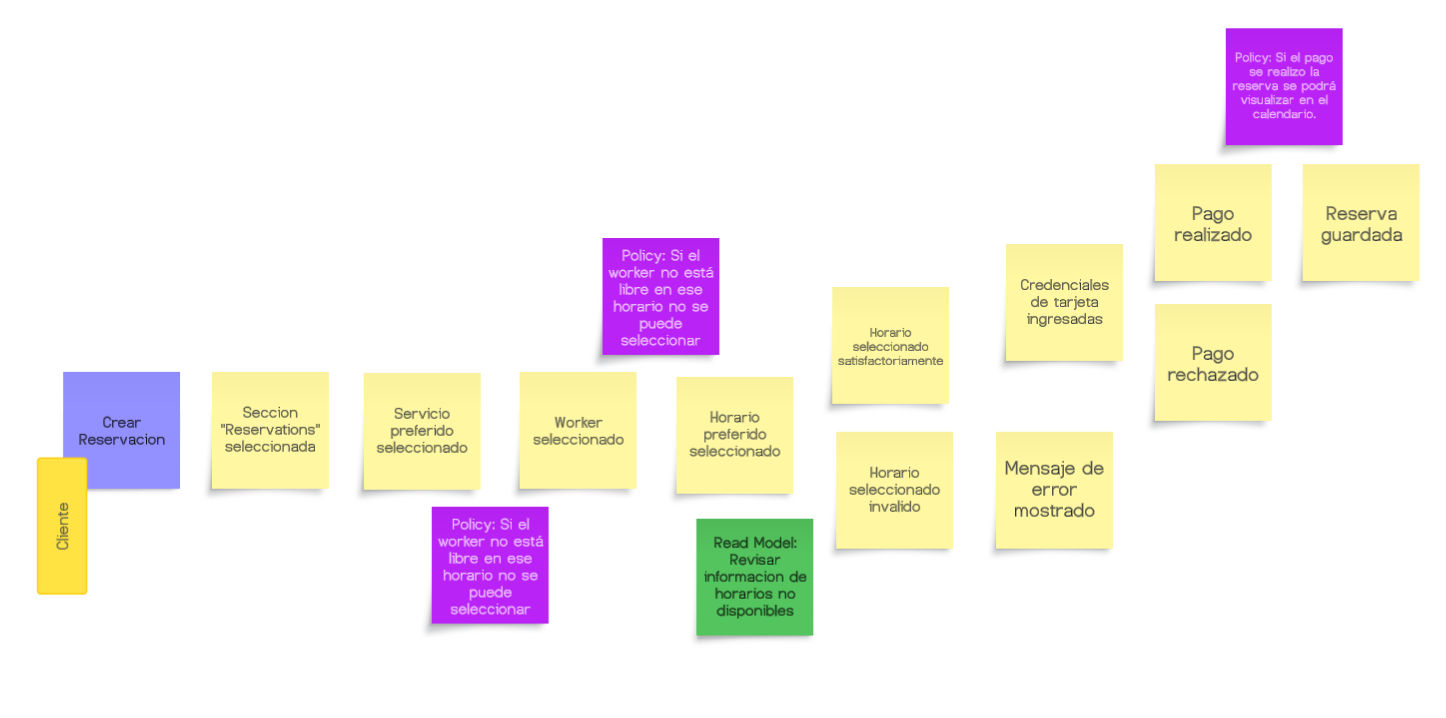 Policy: Si el pago
se realizo la
reserva se podrá
visualizar en el
calendario.
Pago
realizado
Reserva
guardada
Policy: Si el
worker no está
libre en ese
horario no se
puede
seleccionar
Credenciales
de tarjeta
ingresadas
Horario
seleccionado
satisfactoriamente
Pago
rechazado
Crear
Reservacion
Seccion
"Reservations"
seleccionada
Servicio
preferido
seleccionado
Worker
seleccionado
Horario
preferido
seleccionado
Horario
seleccionado
invalido
Mensaje de
error
mostrado
Cliente
Policy: Si el
worker no está
libre en ese
horario no se
puede
seleccionar
Read Model:
Revisar
informacion de
horarios no
disponibles